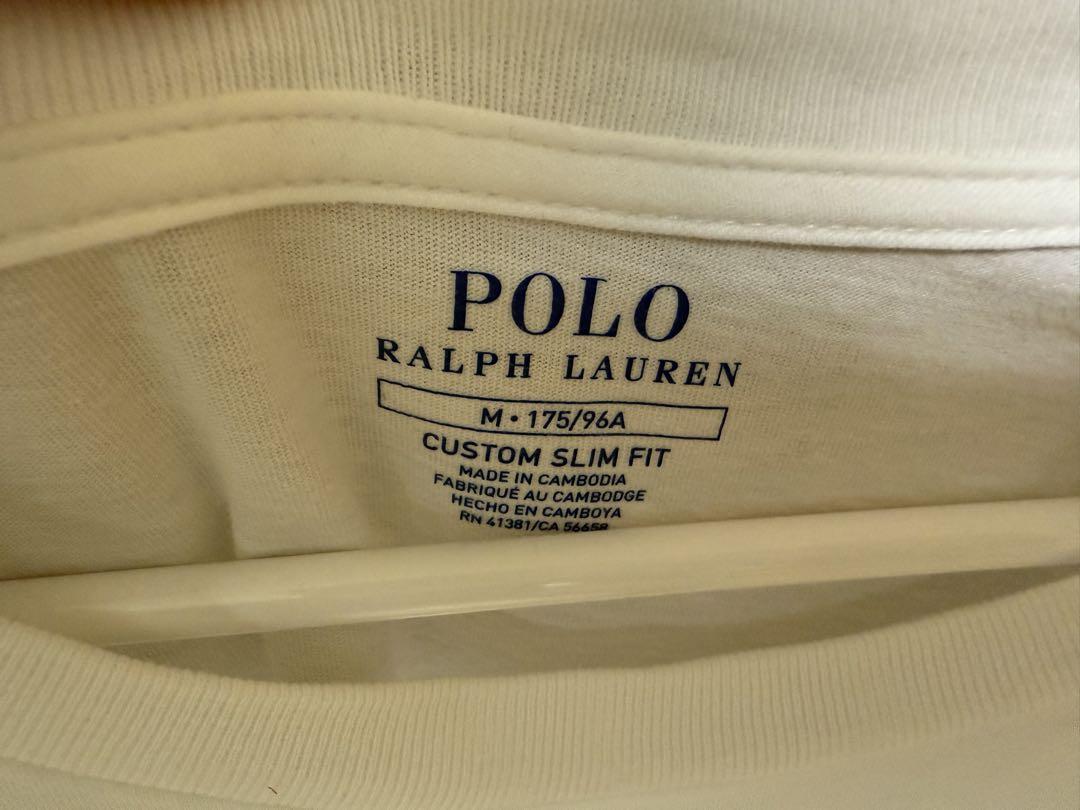 POLO
RALPH LAUREN
M • 175/96A
CUSTOM SLIM FIT
MADE IN CAMBODIA
FABRIQUÉ AU CAMBODGE
HECHO EN CAMBOYA
RN 41381/CA